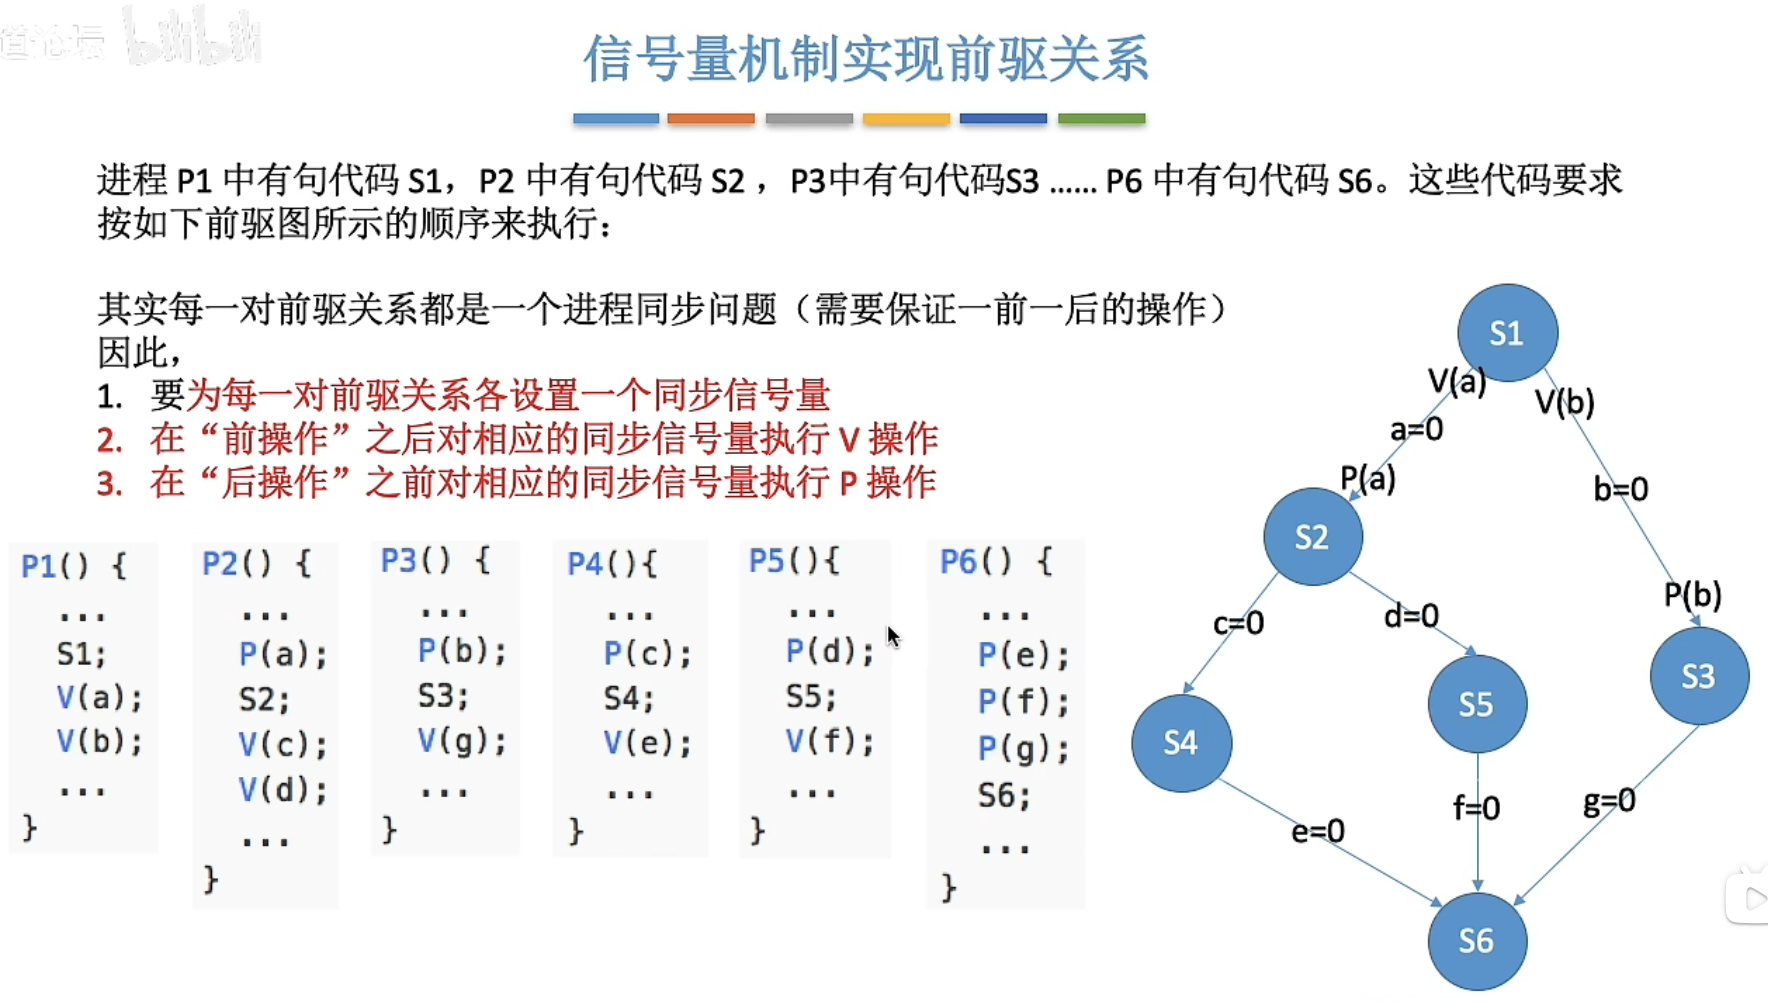 bilibili
信号量机制实现前驱关系
进程 P1 中有句代码 S1，P2 中有句代码 S2 ，P3中有句代码S3 …… P6 中有句代码 S6。这些代码要求
按如下前驱图所示的顺序来执行：
其实每一对前驱关系都是一个进程同步问题（需要保证一前一后的操作）
因此，
1. 要为每一对前驱关系各设置一个同步信号量
2. 在“前操作”之后对相应的同步信号量执行 V 操作
3. 在“后操作”之前对相应的同步信号量执行 P 操作
P1() {
...
S1;
V(a);
V(b);
...
}
P2() {
...
P(a);
S2;
V(c);
V(d);
...
}
P3() {
...
P(b);
S3;
V(g);
...
}
P4(){
...
P(c);
S4;
V(e);
...
}
P5(){
...
P(d);
S5;
V(f);
...
}
P6() {
...
P(e);
P(f);
P(g);
S6;
...
}
S1
V(a)
V(b)
a=0
P(a)
b=0
S2
P(b)
c=0
d=0
S3
S5
S4
f=0
g=0
e=0
S6